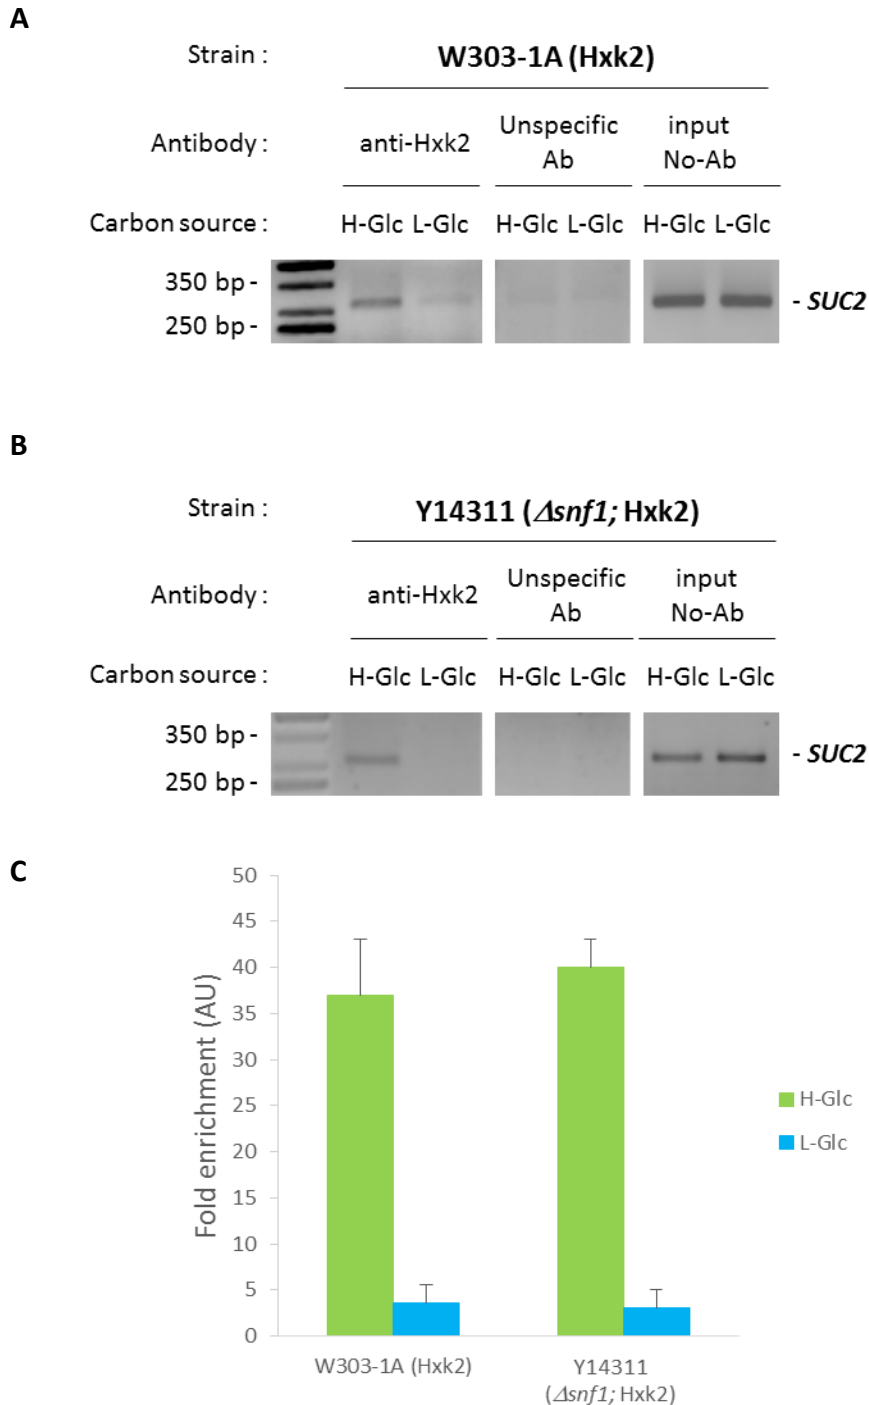 A
Strain :
W303-1A (Hxk2)
Antibody :
anti-Hxk2
Unspecific
Ab
input
No-Ab
Carbon source :
H-Glc L-Glc
H-Glc L-Glc
H-Glc L-Glc
350 bp -
250 bp -
- SUC2
B
Strain :
Y14311 (Δsnf1; Hxk2)
Antibody :
anti-Hxk2
Unspecific
Ab
input
No-Ab
Carbon source :
H-Glc L-Glc
H-Glc L-Glc
H-Glc L-Glc
350 bp -
250 bp -
- SUC2
C
Fold enrichment (AU)
50
45
40
35
30
25
20
15
10
5
0
H-Glc
L-Glc
W303-1A (Hxk2)
Y14311
(Δsnf1; Hxk2)